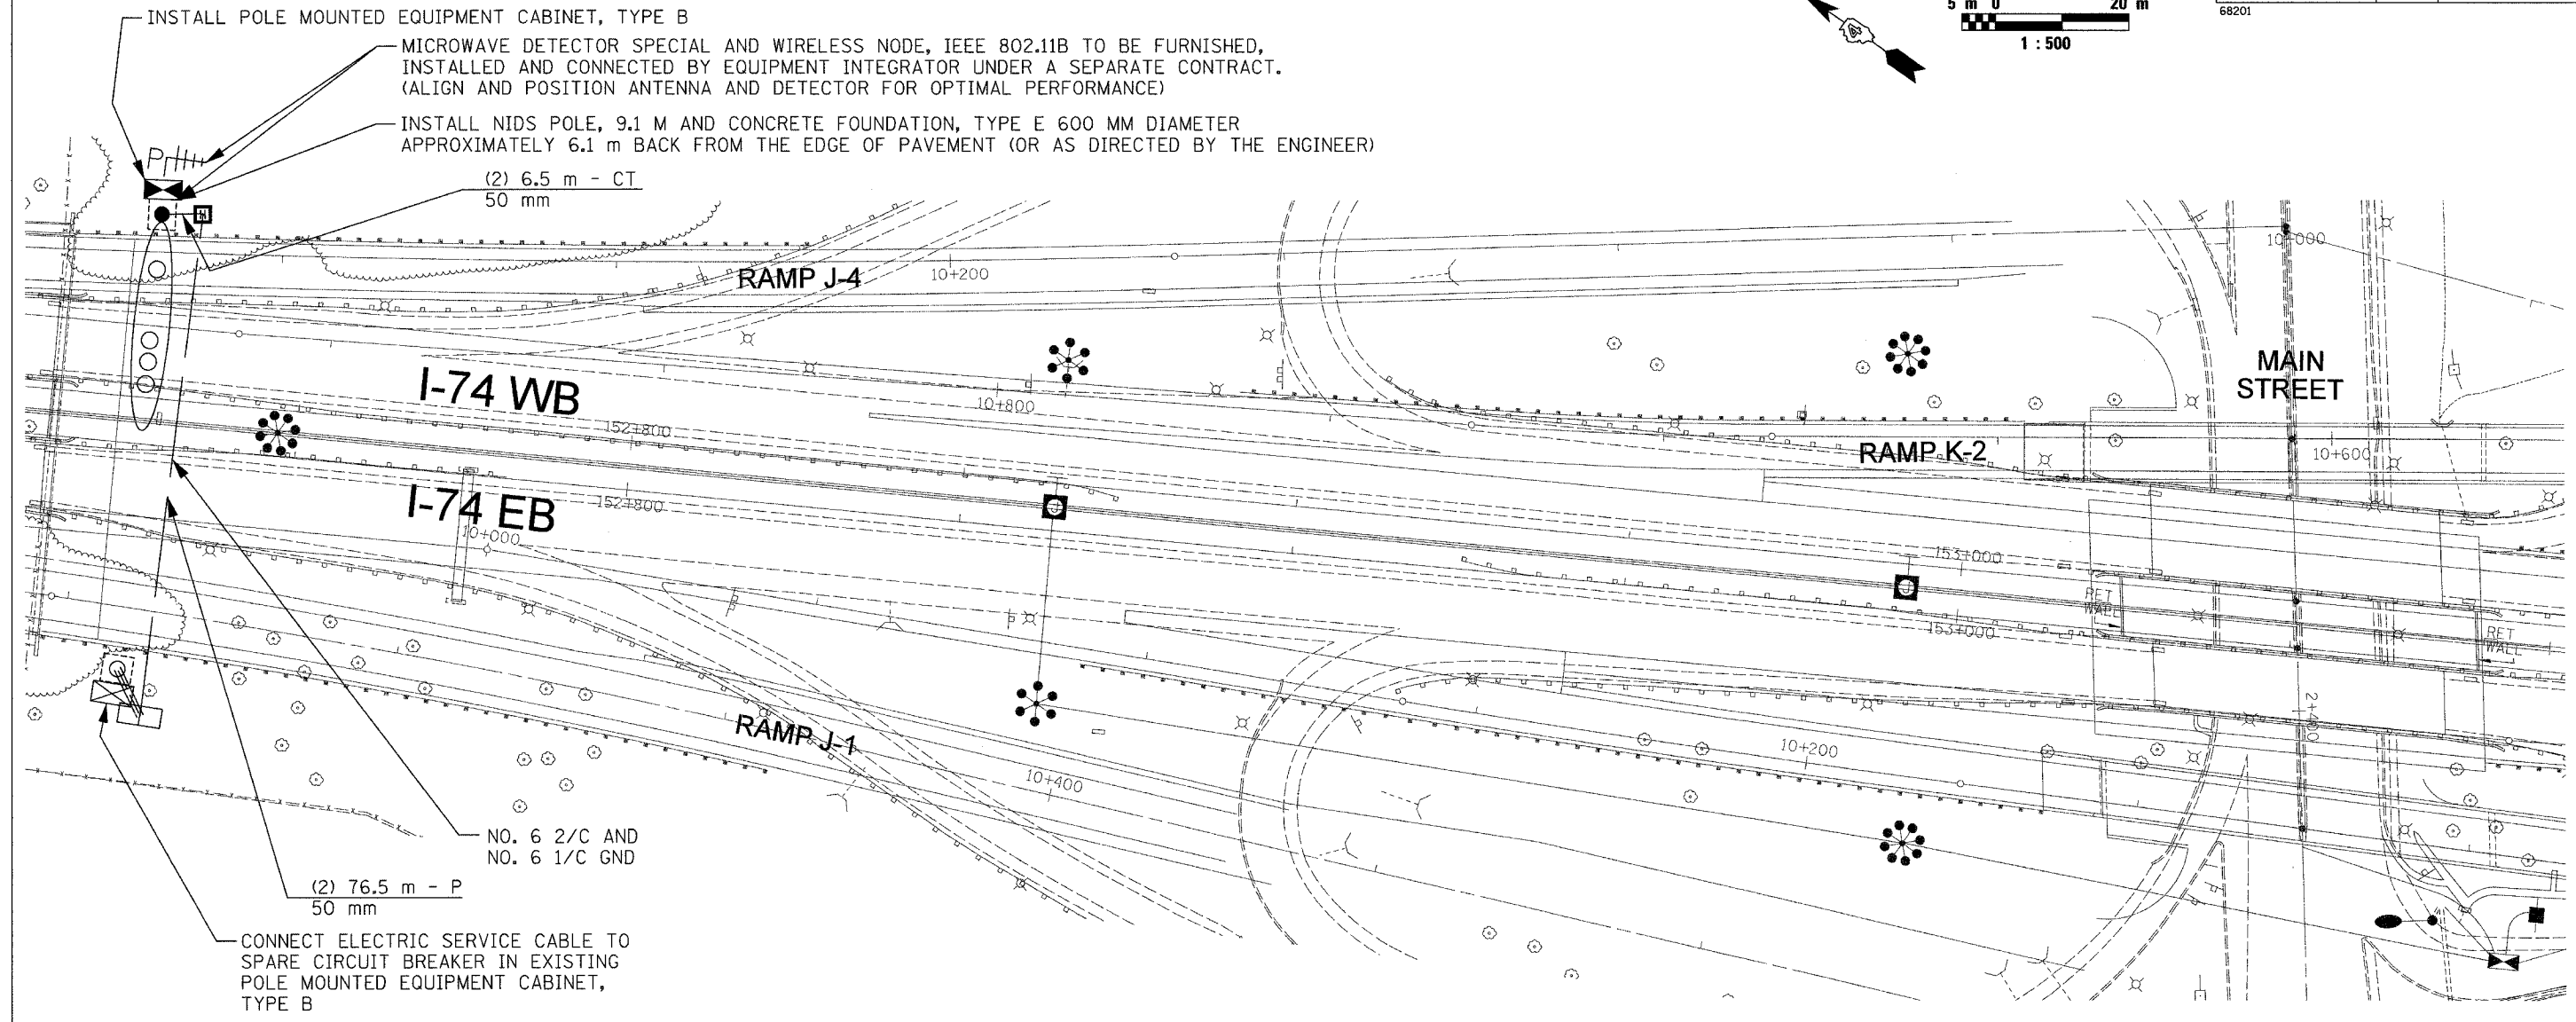 INSTALL POLE MOUNTED EQUIPMENT CABINET, TYPE B
5 m 0 20 m
1 : 500
68201
MICROWAVE DETECTOR SPECIAL AND WIRELESS NODE, IEEE 802.11B TO BE FURNISHED,
INSTALLED AND CONNECTED BY EQUIPMENT INTEGRATOR UNDER A SEPARATE CONTRACT.
(ALIGN AND POSITION ANTENNA AND DETECTOR FOR OPTIMAL PERFORMANCE)
INSTALL NIDS POLE, 9.1 M AND CONCRETE FOUNDATION, TYPE E 600 MM DIAMETER
APPROXIMATELY 6.1 m BACK FROM THE EDGE OF PAVEMENT (OR AS DIRECTED BY THE ENGINEER)
P
(2) 6.5 m - CT
50 mm
H
10+000
RAMP J-4
10+200
MAIN
STREET
I-74 WB
10+800
152+800
RAMP K-2
10+600
I-74 EB
152+800
10+000
J
153+000
J
RET
WALL
153+000
RET
WALL
2+400
RAMP J-1
10+200
10+400
NO. 6 2/C AND
NO. 6 1/C GND
(2) 76.5 m - P
50 mm
CONNECT ELECTRIC SERVICE CABLE TO
SPARE CIRCUIT BREAKER IN EXISTING
POLE MOUNTED EQUIPMENT CABINET,
TYPE B